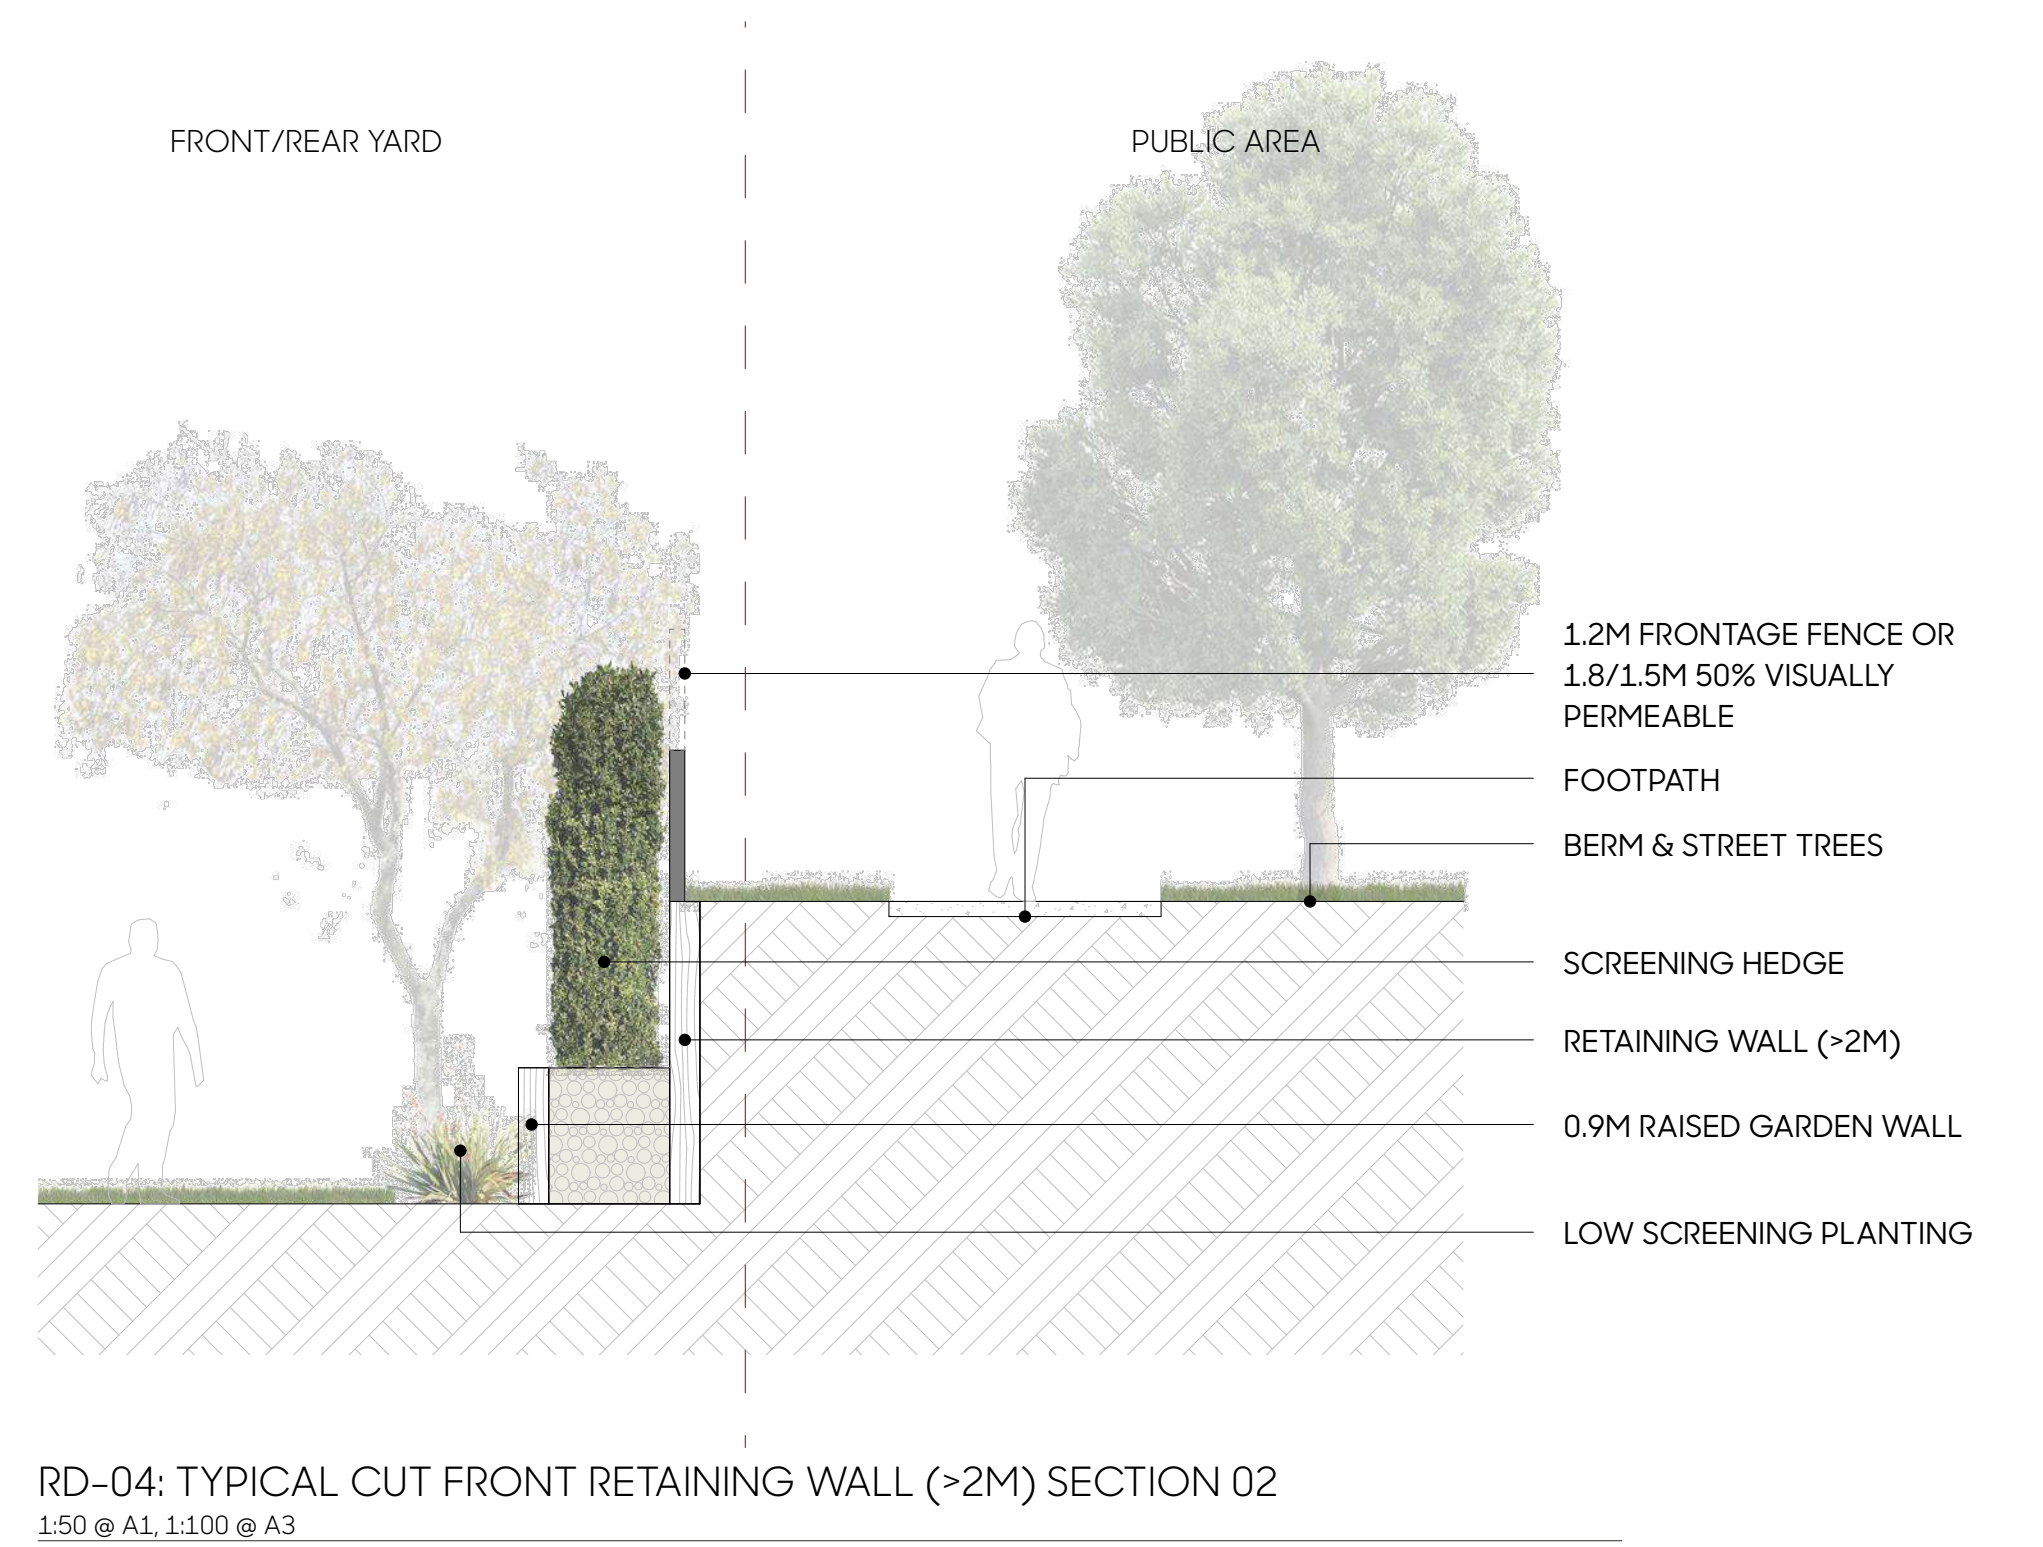 FRONT/REAR YARD
PUBLIC AREA
1.2M FRONTAGE FENCE OR
1.8/1.5M 50% VISUALLY
PERMEABLE
FOOTPATH
BERM & STREET TREES
SCREENING HEDGE
RETAINING WALL (>2M)
0.9M RAISED GARDEN WALL
LOW SCREENING PLANTING
RD-04: TYPICAL CUT FRONT RETAINING WALL (>2M) SECTION 02
1:50 @ A1, 1:100 @ A3